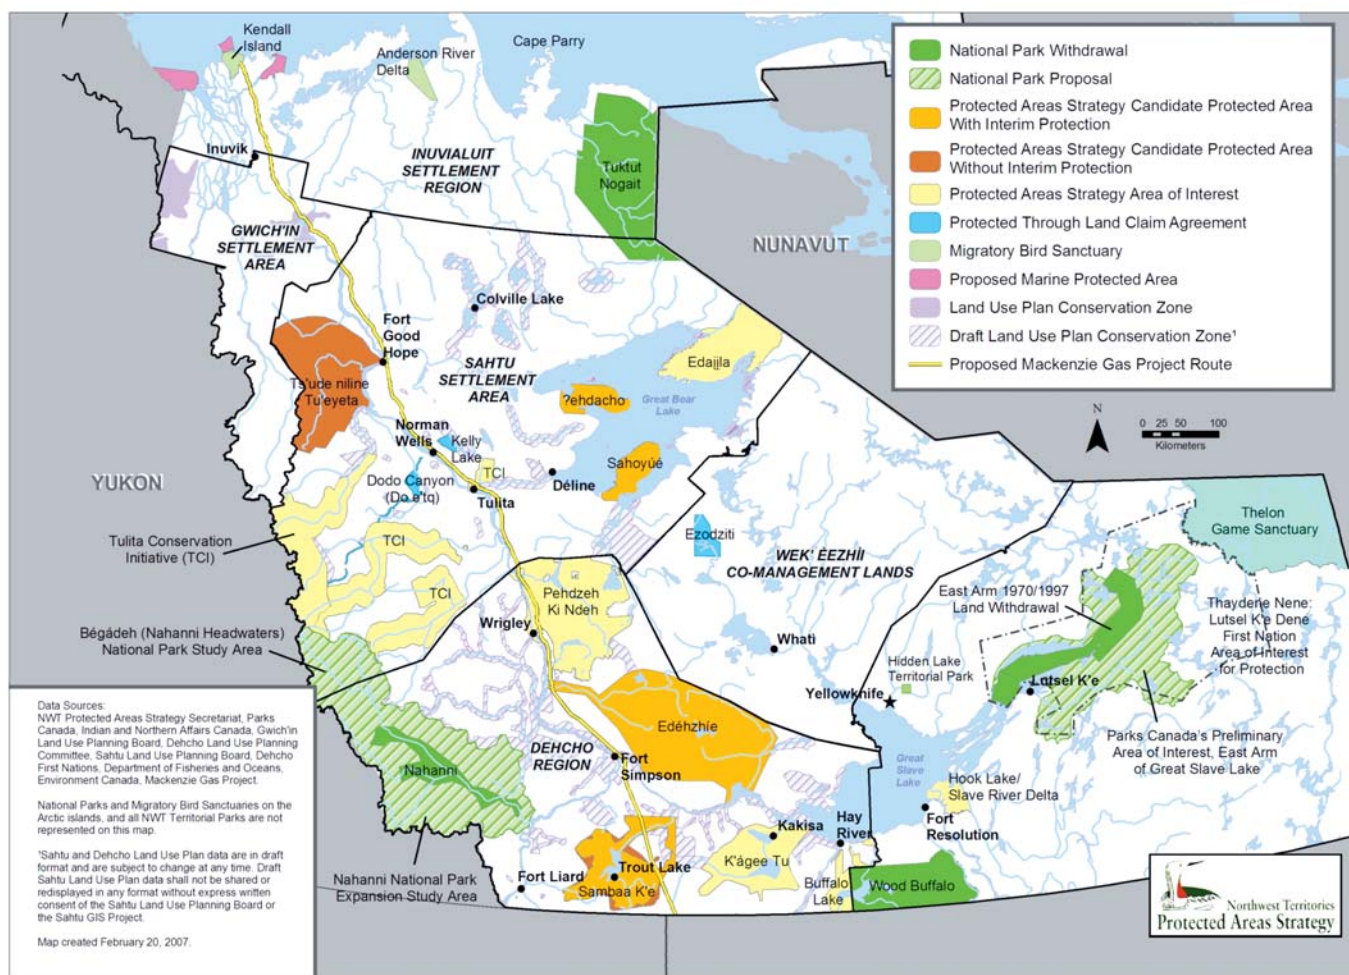 Kendall
Island
Anderson River
Delta
Cape Parry
Inuvik
INUVIALUIT
SETTLEMENT
REGION
Tuktut
Nogait
NUNAVUT
GWICH'IN
SETTLEMENT
AREA
Colville Lake
Fort
Good
Hope
SAHTU
SETTLEMENT
AREA
Edaįįla
Ts'ude niline
Tu'eyeta
?ehdacho
Great Bear
Lake
Norman
Wells
Kelly
Lake
TCI
Sahoyúé
YUKON
Dodo Canyon
(Do e'tq)
Tulita
Déline
Ezodziti
Tulita Conservation
Initiative (TCI)
TCI
TCI
WEK' ÈEZHÌI
CO-MANAGEMENT LANDS
Pehdzeh
Ki Ndeh
Wrigley
Whatì
Bégádeh (Nahanni Headwaters)
National Park Study Area
Hidden Lake
Territorial Park
Yellowknife
Edéhzhíe
DEHCHO
REGION
Nahanni
Fort
Simpson
Great
Slave
Lake
Hook Lake/
Slave River Delta
Fort
Resolution
Kakisa
Hay
River
K'ágee Tu
Trout Lake
Sambaa K'e
Fort Liard
Buffalo
Lake
Wood Buffalo
Nahanni National Park
Expansion Study Area
Thelon
Game Sanctuary
East Arm 1970/1997
Land Withdrawal
Thaydene Nene:
Lutsel K'e Dene
First Nation
Area of Interest
for Protection
Lutsel K'e
Parks Canada's Preliminary
Area of Interest, East Arm
of Great Slave Lake
National Park Withdrawal
National Park Proposal
Protected Areas Strategy Candidate Protected Area
With Interim Protection
Protected Areas Strategy Candidate Protected Area
Without Interim Protection
Protected Areas Strategy Area of Interest
Protected Through Land Claim Agreement
Migratory Bird Sanctuary
Proposed Marine Protected Area
Land Use Plan Conservation Zone
Draft Land Use Plan Conservation Zone¹
Proposed Mackenzie Gas Project Route
N
0 25 50 100
Kilometers
Data Sources:
NWT Protected Areas Strategy Secretariat, Parks
Canada, Indian and Northern Affairs Canada, Gwich'in
Land Use Planning Board, Dehcho Land Use Planning
Committee, Sahtu Land Use Planning Board, Dehcho
First Nations, Department of Fisheries and Oceans,
Environment Canada, Mackenzie Gas Project.
National Parks and Migratory Bird Sanctuaries on the
Arctic islands, and all NWT Territorial Parks are not
represented on this map.
¹Sahtu and Dehcho Land Use Plan data are in draft
format and are subject to change at any time. Draft
Sahtu Land Use Plan data shall not be shared or
redisplayed in any format without express written
consent of the Sahtu Land Use Planning Board or
the Sahtu GIS Project.
Map created February 20, 2007.
Northwest Territories
Protected Areas Strategy